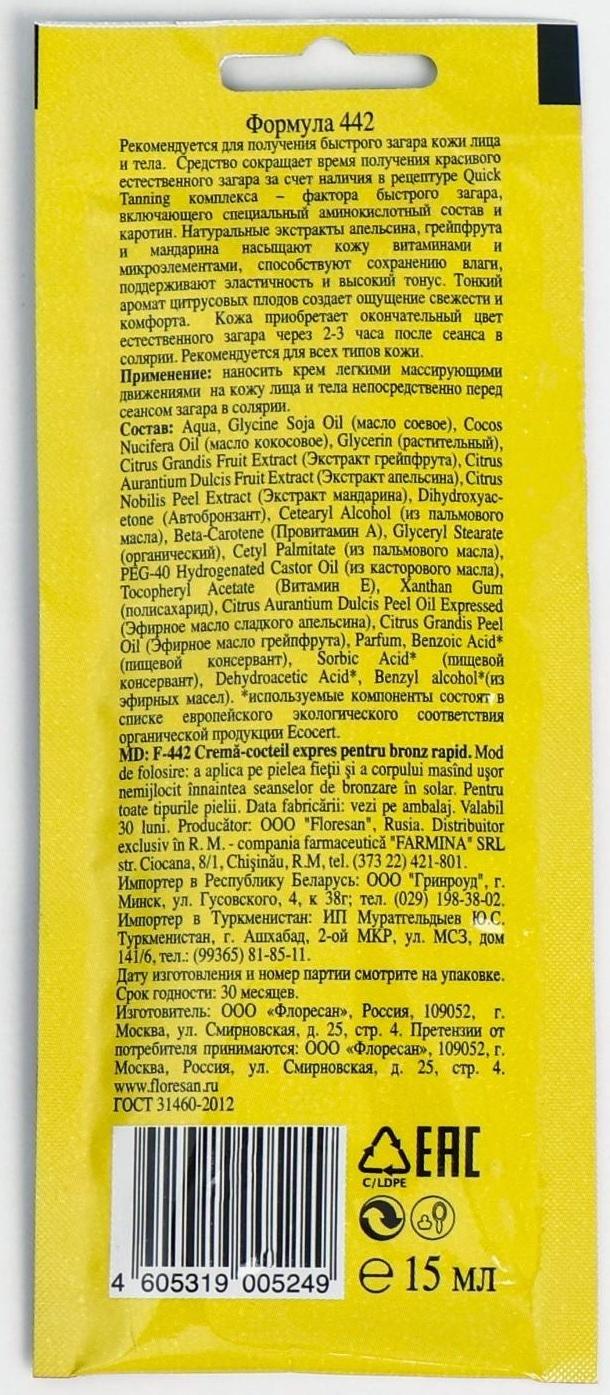 Формула 442
Рекомендуется для получения быстрого загара кожи лица
и тела. Средство сокращает время получения красивого
естественного загара за счет наличия в рецептуре Quick
Tanning комплекса – фактора быстрого загара,
включающего специальный аминокислотный состав и
каротин. Натуральные экстракты апельсина, грейпфрута
и мандарина насыщают кожу витаминами и
микроэлементами, способствуют сохранению влаги,
поддерживают эластичность и высокий тонус. Тонкий
аромат цитрусовых плодов создает ощущение свежести и
комфорта. Кожа приобретает окончательный цвет
естественного загара через 2-3 часа после сеанса в
солярии. Рекомендуется для всех типов кожи.
Применение: наносить крем легкими массирующими
движениями на кожу лица и тела непосредственно перед
сеансом загара в солярии.
Состав: Aqua, Glycine Soja Oil (масло соевое), Cocos
Nucifera Oil (масло кокосовое), Glycerin (растительный),
Citrus Grandis Fruit Extract (Экстракт грейпфрута), Citrus
Aurantium Dulcis Fruit Extract (Экстракт апельсина), Citrus
Nobilis Peel Extract (Экстракт мандарина), Dihydroxyac-
etone (Автобронзант), Cetearyl Alcohol (из пальмового
масла), Beta-Carotene (Провитамин А), Glyceryl Stearate
(органический), Cetyl Palmitate (из пальмового масла),
PEG-40 Hydrogenated Castor Oil (из касторового масла),
Tocopheryl Acetate (Витамин Е), Xanthan Gum
(полисахарид), Citrus Aurantium Dulcis Peel Oil Expressed
(Эфирное масло сладкого апельсина), Citrus Grandis Peel
Oil (Эфирное масло грейпфрута), Parfum, Benzoic Acid*
(пищевой консервант), Sorbic Acid* (пищевой
консервант), Dehydroacetic Acid*, Benzyl alcohol*(из
эфирных масел). *используемые компоненты состоят в
списке европейского экологического соответствия
органической продукции Ecocert.
MD: F-442 Cremă-cocteil expres pentru bronz rapid. Mod
de folosire: a aplica pe pielea fieţii şi a corpului masînd uşor
nemijlocit înnaintea seanselor de bronzare în solar. Pentru
toate tipurile pielii. Data fabricării: vezi pe ambalaj. Valabil
30 luni. Producător: OOO "Floresan", Rusia. Distribuitor
exclusiv în R. M. - compania farmaceutică "FARMINA" SRL
str. Ciocana, 8/1, Chişinău, R.M, tel. (373 22) 421-801.
Импортер в Республику Беларусь: ООО "Гринроуд", г.
Минск, ул. Гусовского, 4, к 38г; тел. (029) 198-38-02.
Импортер в Туркменистан: ИП Мураттельдыев Ю.С.
Туркменистан, г. Ашхабад, 2-ой МКР, ул. МСЗ, дом
141/6, тел.: (99365) 81-85-11.
Дату изготовления и номер партии смотрите на упаковке.
Срок годности: 30 месяцев.
Изготовитель: ООО «Флоресан», Россия, 109052, г.
Москва, ул. Смирновская, д. 25, стр. 4. Претензии от
потребителя принимаются: ООО «Флоресан», 109052, г.
Москва, Россия, ул. Смирновская, д. 25, стр. 4.
www.floresan.ru
ГОСТ 31460-2012
C/LDPE
EAC
4 605319 005249
℮ 15 мл